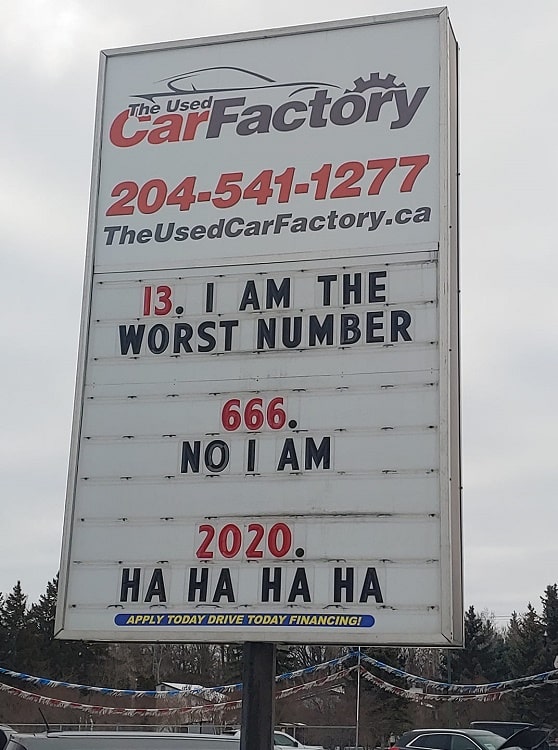 The Used
CarFactory
204-541-1277
TheUsedCarFactory.ca
13. I AM THE
WORST NUMBER
666.
NO I AM
2020.
HA HA HA HA
APPLY TODAY DRIVE TODAY FINANCING!